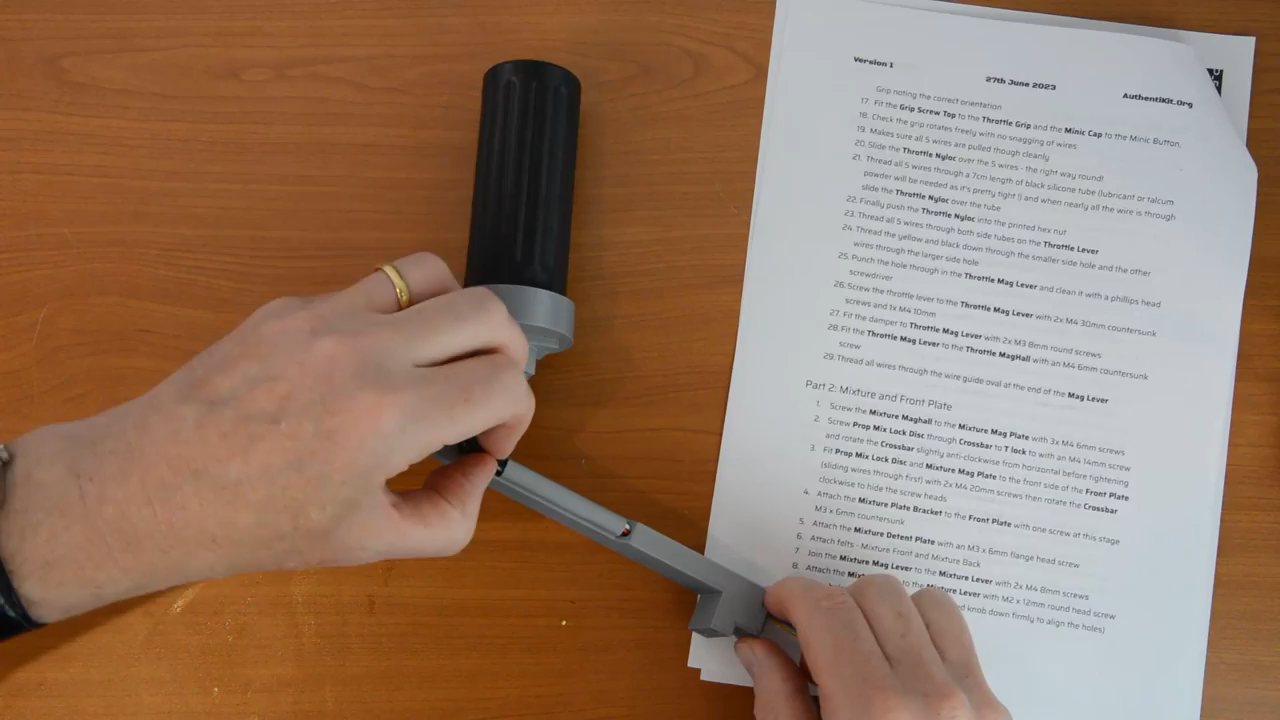 Version 1
27th June 2023
AuthentiKit.Org
Grip noting the correct orientation
17. Fit the Grip Screw Top to the Throttle Grip and the Minic Cap to the Minic Button,
18. Check the grip rotates freely with no snagging of wires
19. Makes sure all 5 wires are pulled though cleanly
20. Slide the Throttle Nyloc over the 5 wires - the right way round!
21. Thread all 5 wires through a 7cm length of black silicone tube (lubricant or talcum
powder will be needed as it's pretty tight !) and when nearly all the wire is through
slide the Throttle Nyloc over the tube
22. Finally push the Throttle Nyloc into the printed hex nut
23. Thread all 5 wires through both side tubes on the Throttle Lever
24. Thread the yellow and black down through the smaller side hole and the other
wires through the larger side hole
25. Punch the hole through in the Throttle Mag Lever and clean it with a phillips head
screwdriver
26. Screw the throttle lever to the Throttle Mag Lever with 2x M4 30mm countersunk
screws and 1x M4 10mm
27. Fit the damper to Throttle Mag Lever with 2x M3 8mm round screws
28. Fit the Throttle Mag Lever to the Throttle MagHall with an M4 6mm countersunk
screw
29. Thread all wires through the wire guide oval at the end of the Mag Lever
Part 2: Mixture and Front Plate
1. Screw the Mixture Maghall to the Mixture Mag Plate with 3x M4 6mm screws
2. Screw Prop Mix Lock Disc through Crossbar to T lock to with an M4 14mm screw
and rotate the Crossbar slightly anti-clockwise from horizontal before tightening
3. Fit Prop Mix Lock Disc and Mixture Mag Plate to the front side of the Front Plate
(sliding wires through first) with 2x M4 20mm screws then rotate the Crossbar
clockwise to hide the screw heads
4. Attach the Mixture Plate Bracket to the Front Plate with one screw at this stage
M3 x 6mm countersunk
5. Attach the Mixture Detent Plate with an M3 x 6mm flange head screw
6. Attach felts - Mixture Front and Mixture Back
7. Join the Mixture Mag Lever to the Mixture Lever with 2x M4 8mm screws
8. Attach the to the Mixture Lever with M2 x 12mm round head screw
knob down firmly to align the holes)